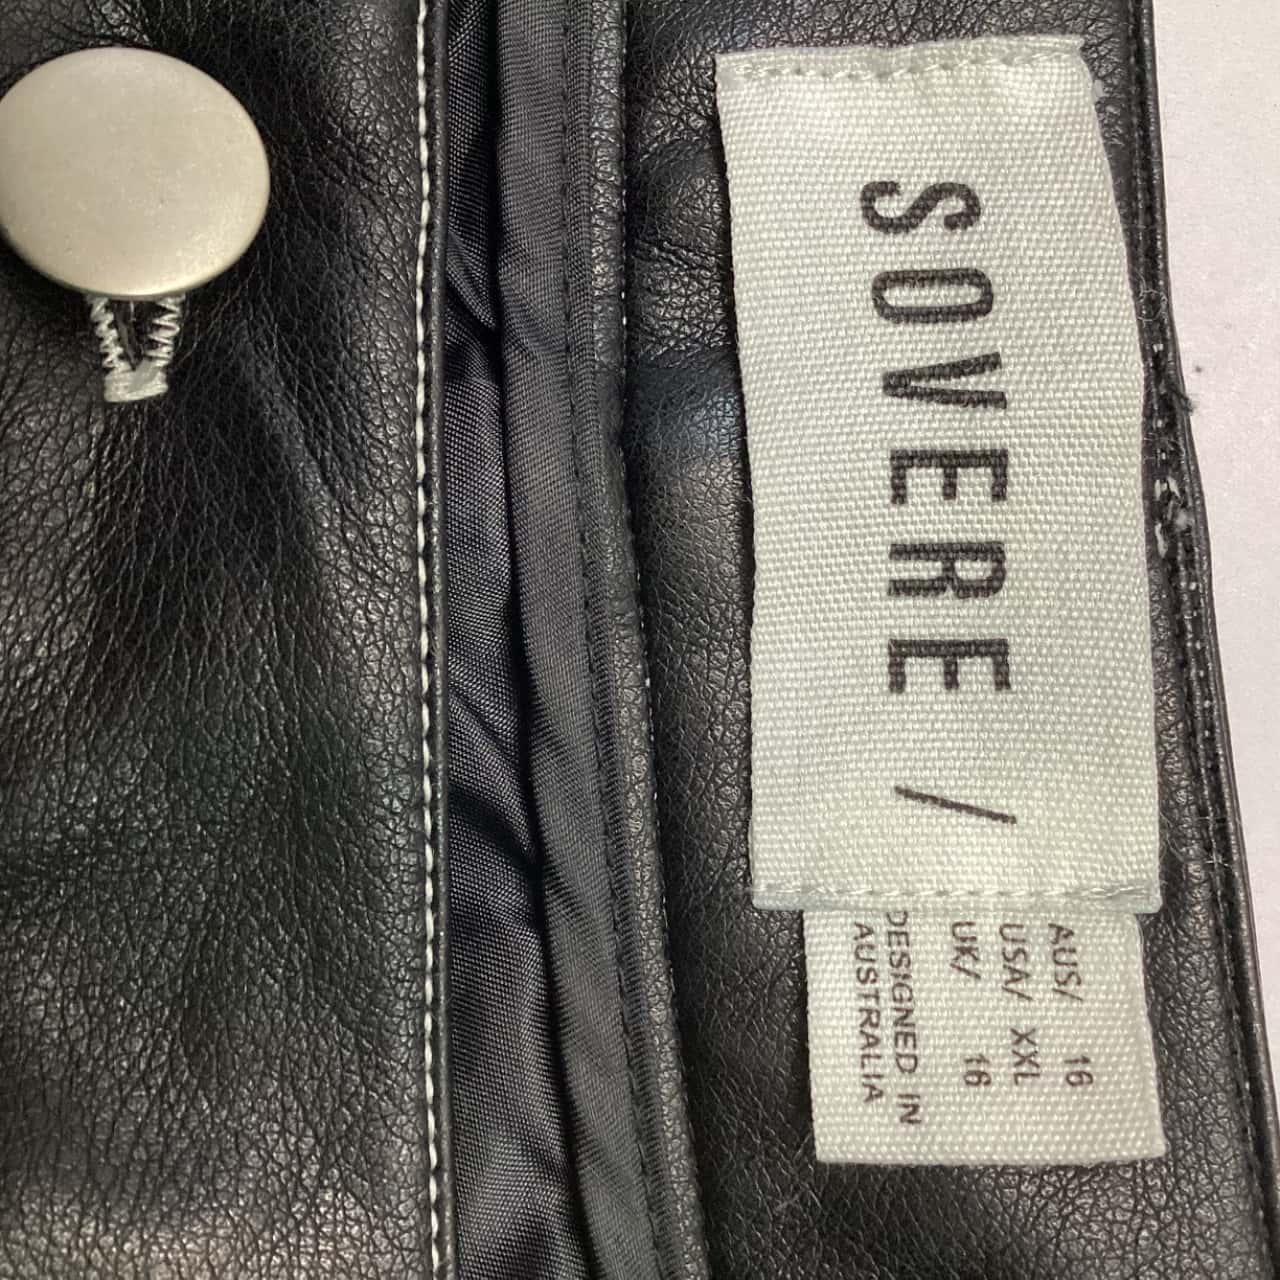 SOVERE /
AUS/ 16
USA/ XXL
UK/ 16
DESIGNED IN
AUSTRALIA